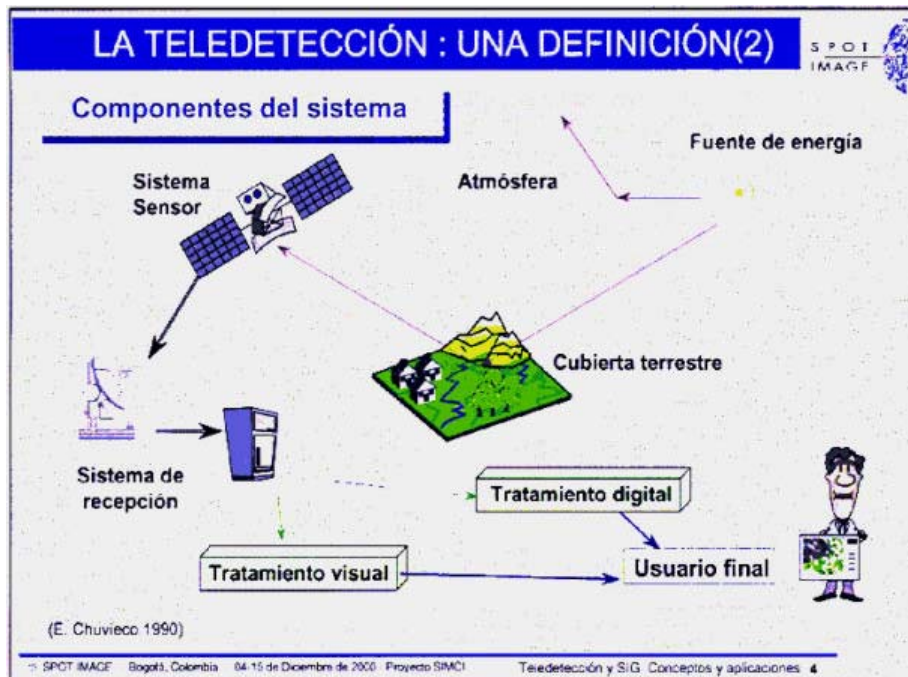 LA TELEDETECCIÓN : UNA DEFINICIÓN(2)
SPOT
IMAGE
Componentes del sistema
Fuente de energía
Sistema
Sensor
Atmósfera
Cubierta terrestre
Sistema de
recepción
Tratamiento digital
Tratamiento visual
Usuario final
(E. Chuvieco 1990)
SPOT IMAGE Bogotá, Colombia 04-15 de Diciembre de 2000 Proyecto SIMCI Teledetección y SIG Conceptos y aplicaciones 4